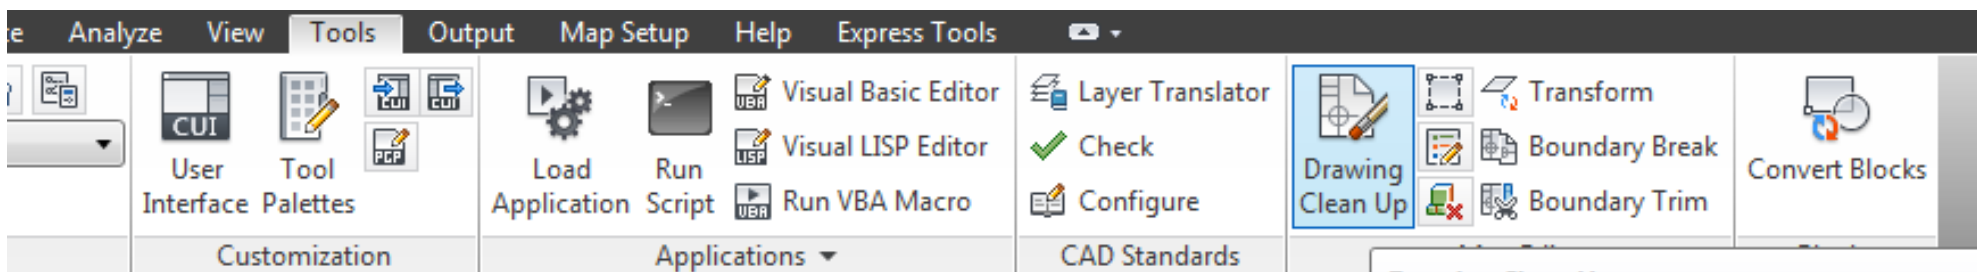 Analyze View Tools Output Map Setup Help Express Tools
CUI CUI CUI VBA Visual Basic Editor Layer Translator Transform
PCP LISP Visual LISP Editor Check Boundary Break
User Interface Tool Palettes Load Application Run Script VBA Run VBA Macro Configure Drawing Clean Up Boundary Trim Convert Blocks
Customization Applications CAD Standards